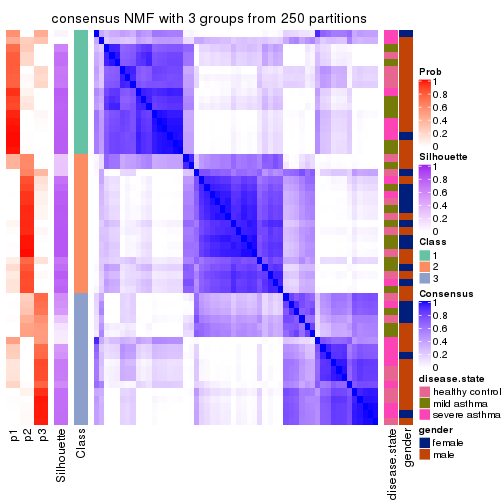 consensus NMF with 3 groups from 250 partitions
Prob
1
0.8
0.6
0.4
0.2
0
Silhouette
1
0.8
0.6
0.4
0.2
0
Class
1
2
3
Consensus
1
0.8
0.6
0.4
0.2
0
disease.state
healthy control
mild asthma
severe asthma
gender
female
male
p1
p2
p3
Silhouette
Class
disease.state
gender